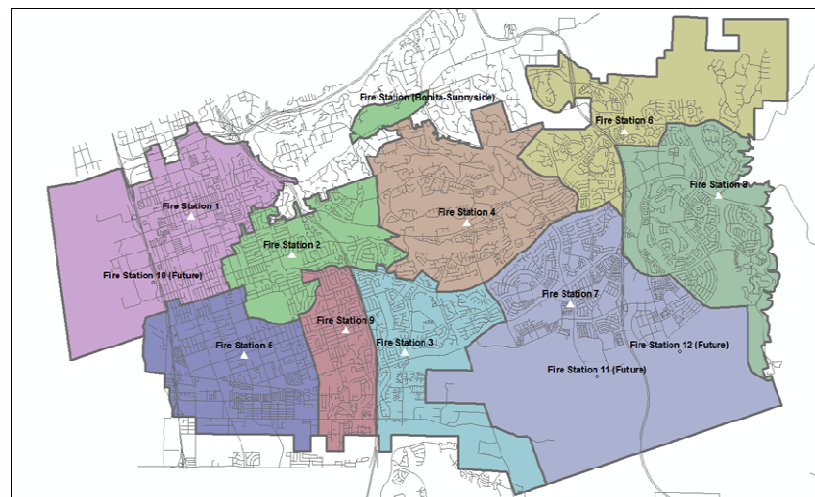 Fire Station (Bonita-Sunnyside)
Fire Station 6
Fire Station 8
Fire Station 1
Fire Station 4
Fire Station 2
Fire Station 10 (Future)
Fire Station 7
Fire Station 9
Fire Station 5
Fire Station 3
Fire Station 12 (Future)
Fire Station 11 (Future)